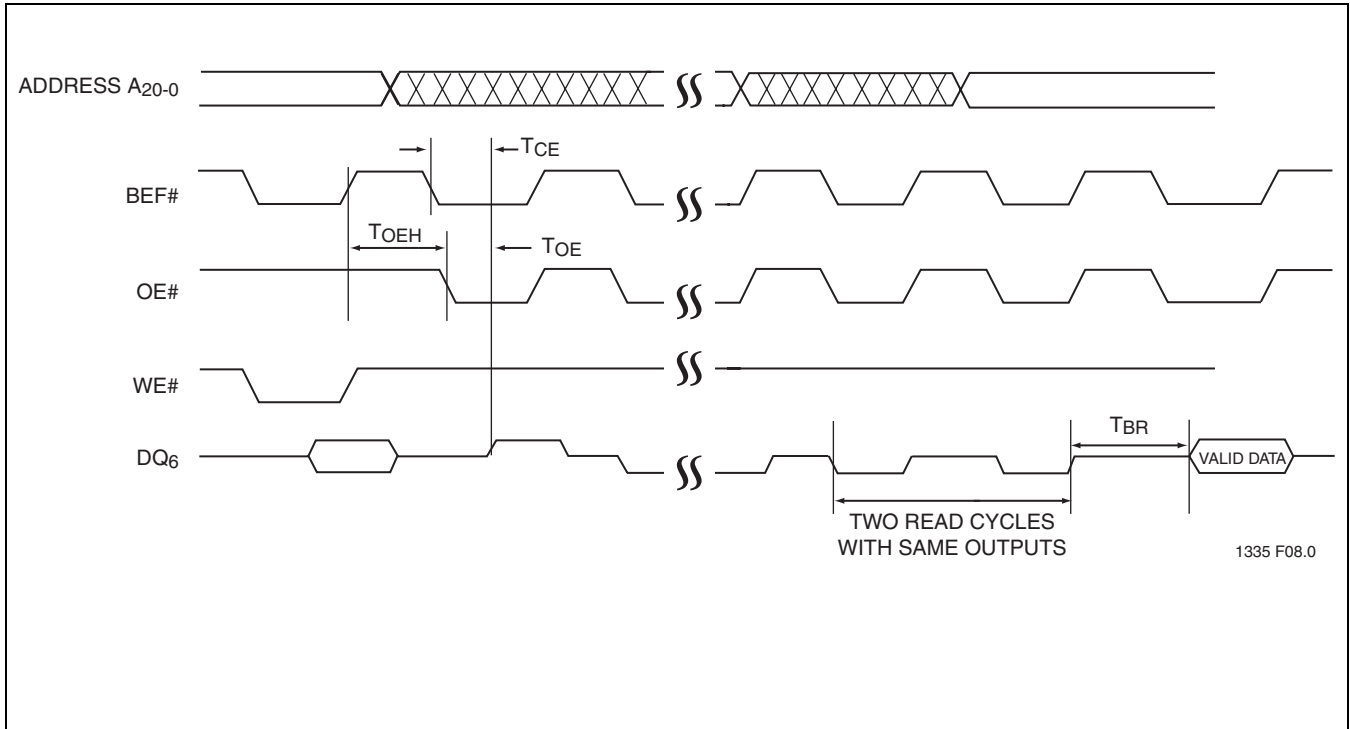 ADDRESS A20-0
TCE
BEF#
TOEH
TOE
OE#
WE#
TBR
DQ6
VALID DATA
TWO READ CYCLES
WITH SAME OUTPUTS
1335 F08.0